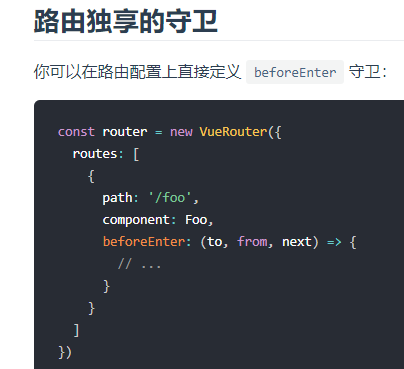 路由独享的守卫
你可以在路由配置上直接定义 beforeEnter 守卫：
const router = new VueRouter({
  routes: [
    {
      path: '/foo',
      component: Foo,
      beforeEnter: (to, from, next) => {
        // ...
      }
    }
  ]
})